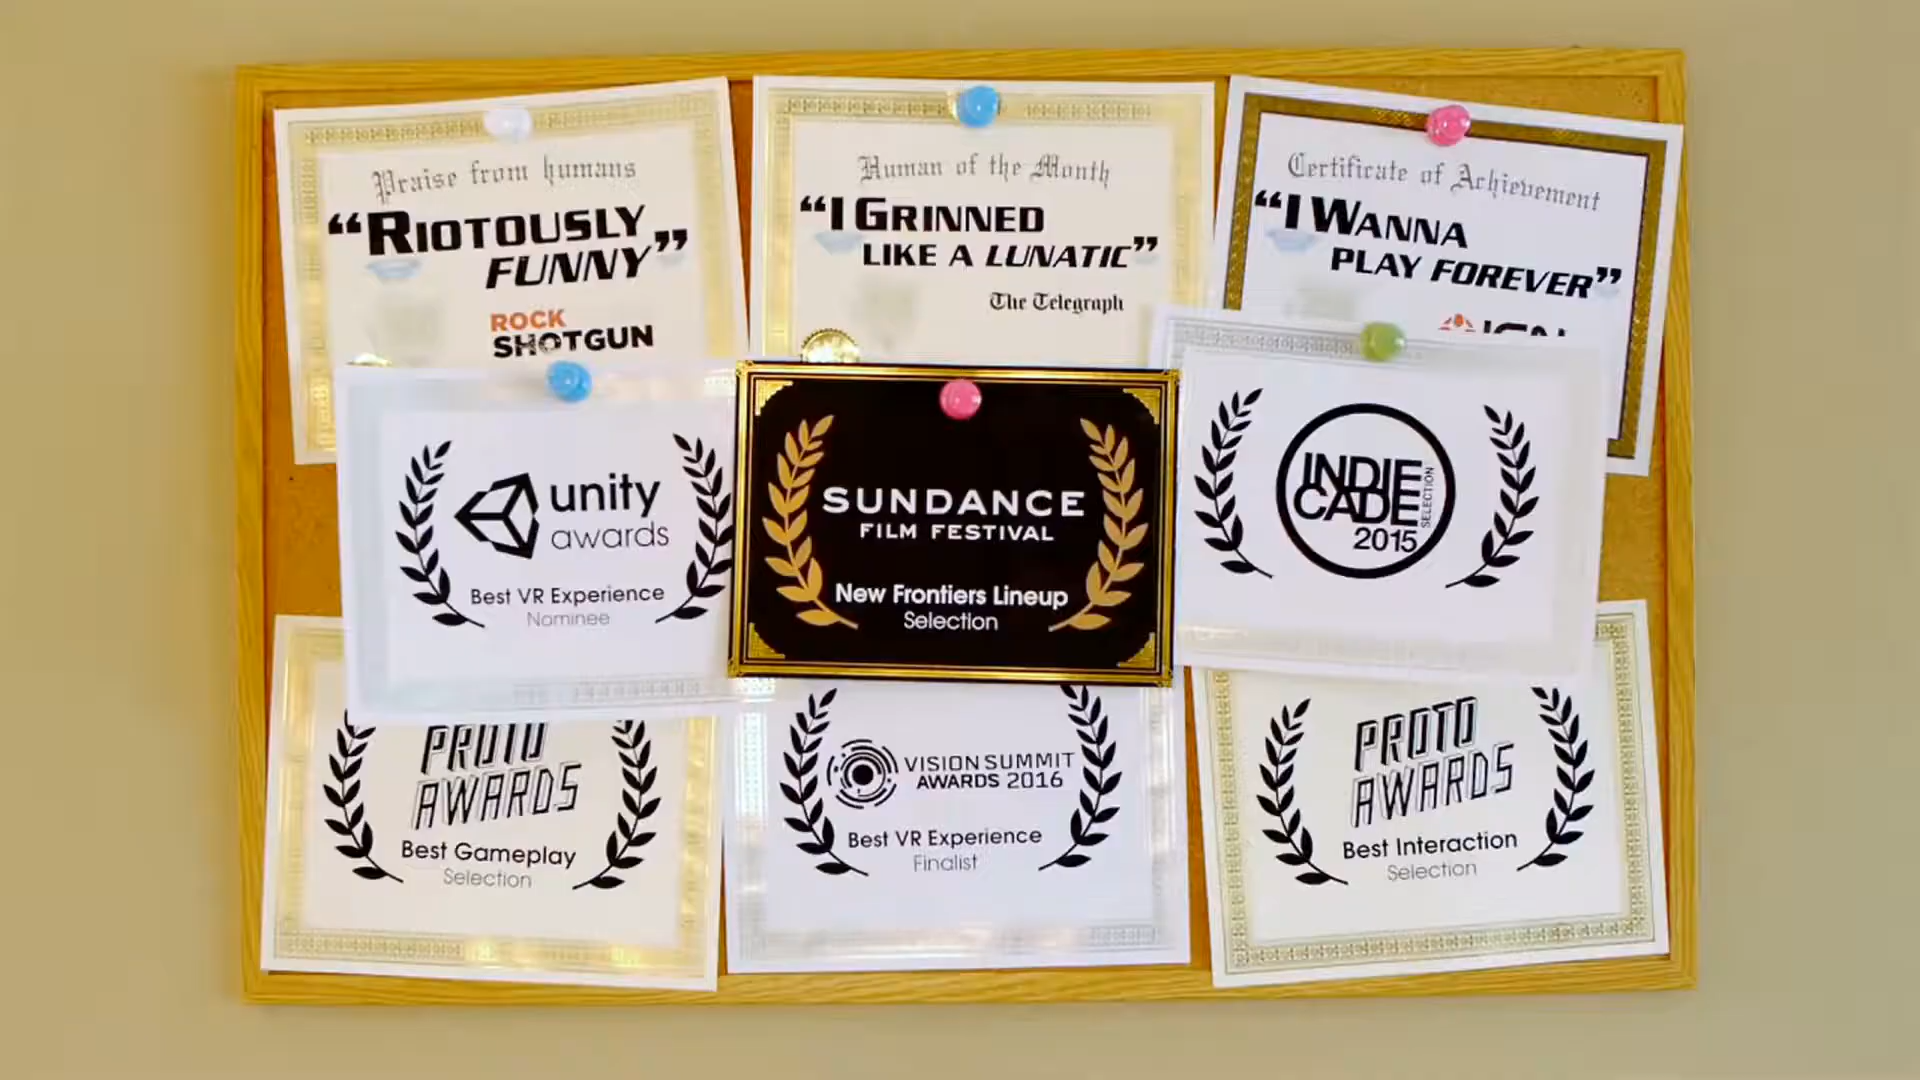 Praise from humans
“RIOTOUSLY
FUNNY”
ROCK
SHOTGUN
Human of the Month
“I GRINNED
LIKE A LUNATIC”
The Telegraph
Certificate of Achievement
“I WANNA
PLAY FOREVER”
IGN
unity
awards
Best VR Experience
Nominee
SUNDANCE
FILM FESTIVAL
New Frontiers Lineup
Selection
INDIE
CADE
SELECTION
2015
PROTO
AWARDS
Best Gameplay
Selection
VISION SUMMIT
AWARDS 2016
Best VR Experience
Finalist
PROTO
AWARDS
Best Interaction
Selection